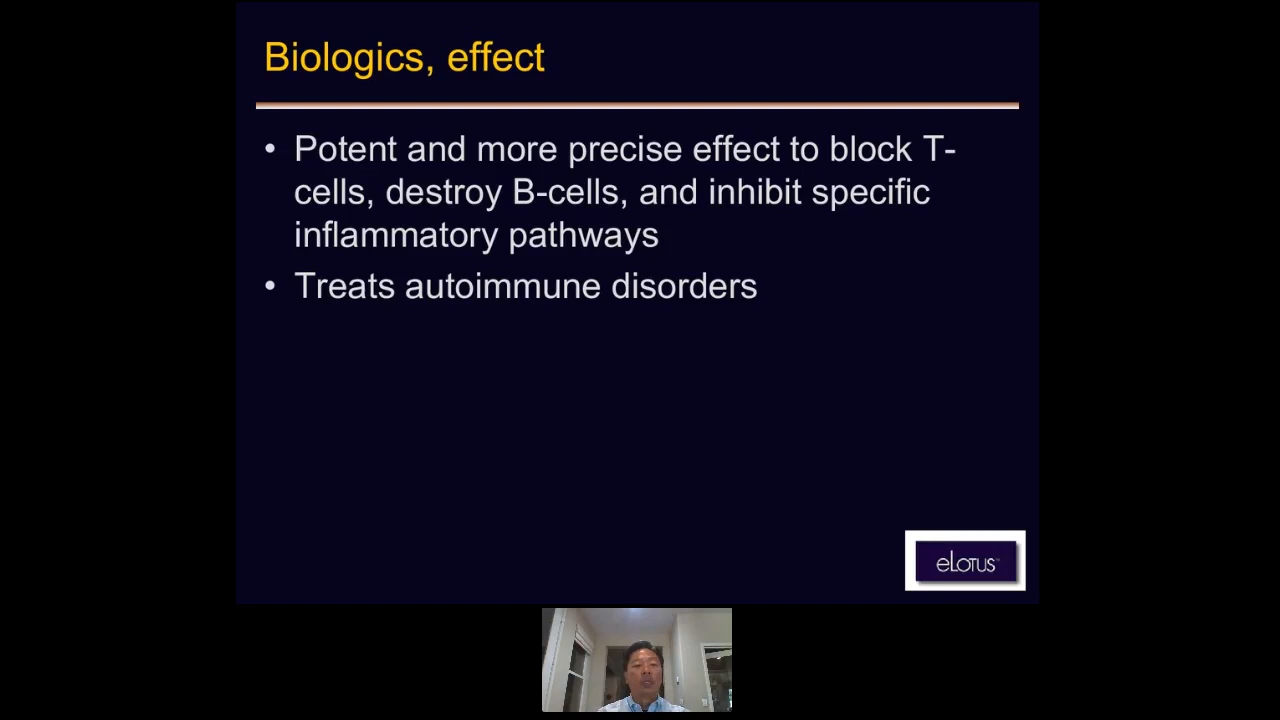 Biologics, effect
• Potent and more precise effect to block T-
cells, destroy B-cells, and inhibit specific
inflammatory pathways
• Treats autoimmune disorders
eLotus™